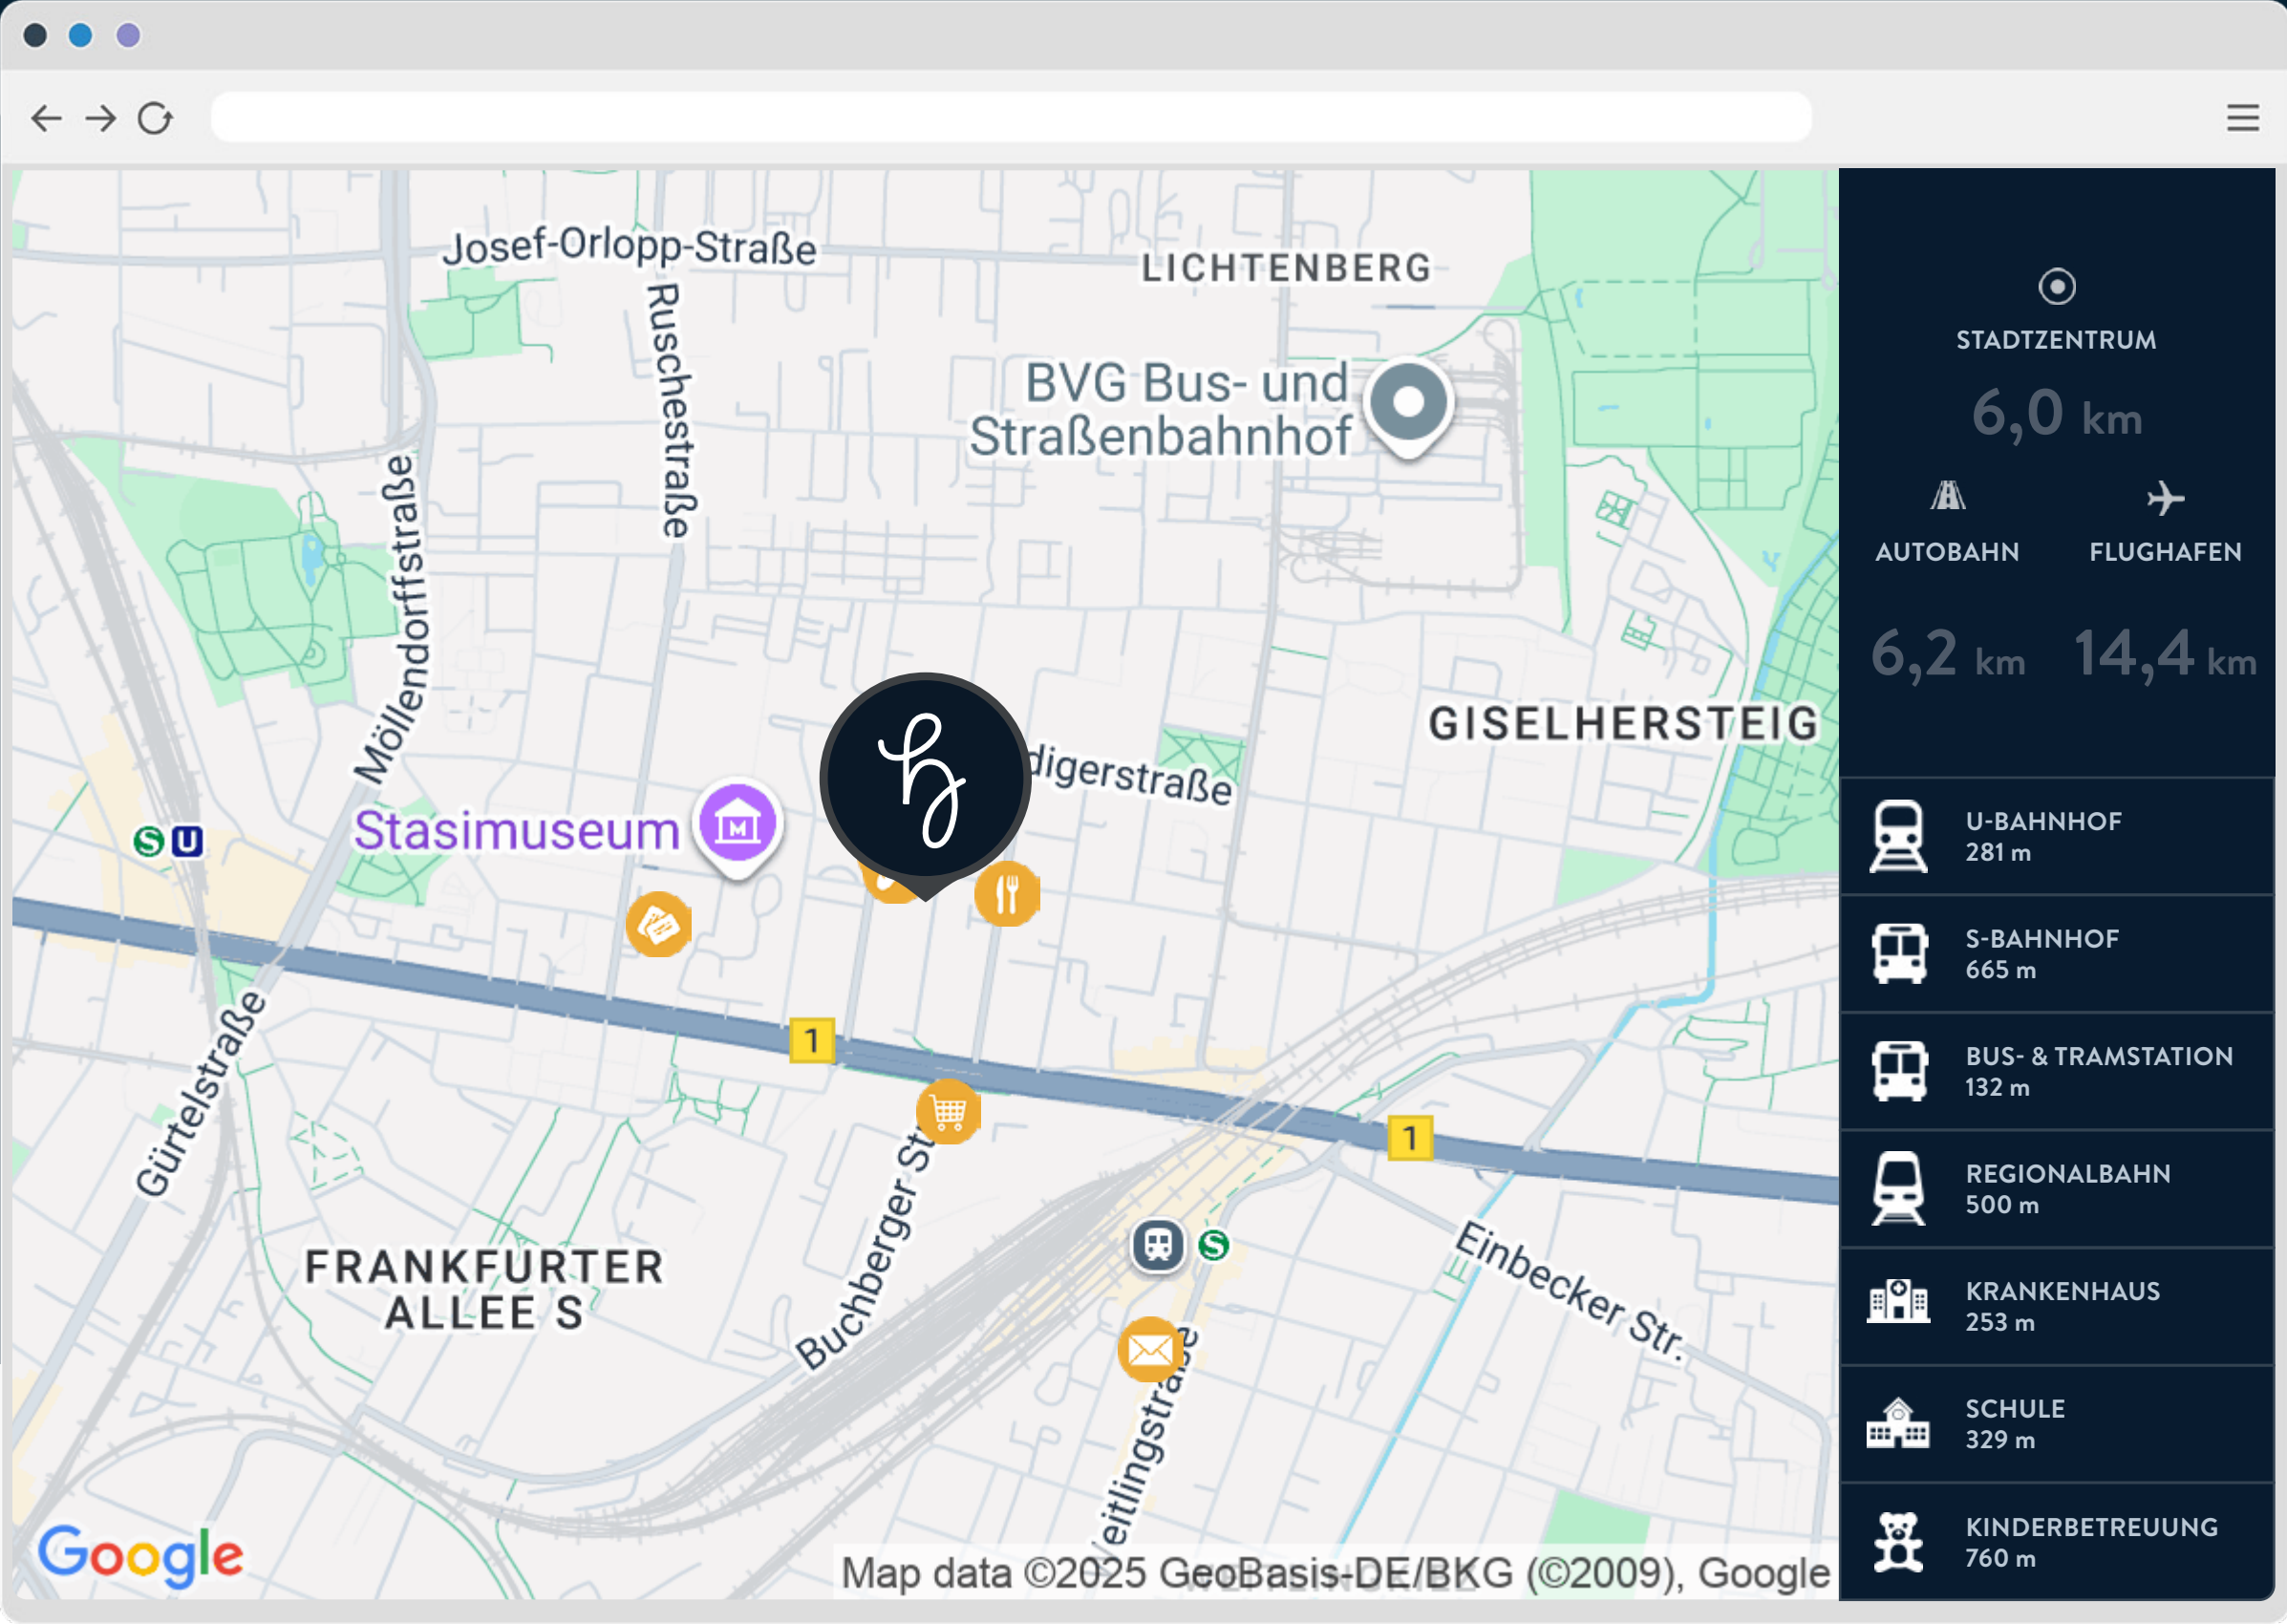 Josef-Orlopp-Straße
LICHTENBERG
Ruschestraße
BVG Bus- und
Straßenbahnhof
Möllendorffstraße
GISELHERSTEIG
digerstraße
Stasimuseum
M
S U
1
Gürtelstraße
1
Buchberger Str
S
Einbecker Str.
FRANKFURTER
ALLEE S
eitlingstraße
Google
Map data ©2025 GeoBasis-DE/BKG (©2009), Google
STADTZENTRUM
6,0 km
AUTOBAHN
6,2 km
FLUGHAFEN
14,4 km
U-BAHNHOF
281 m
S-BAHNHOF
665 m
BUS- & TRAMSTATION
132 m
REGIONALBAHN
500 m
KRANKENHAUS
253 m
SCHULE
329 m
KINDERBETREUUNG
760 m